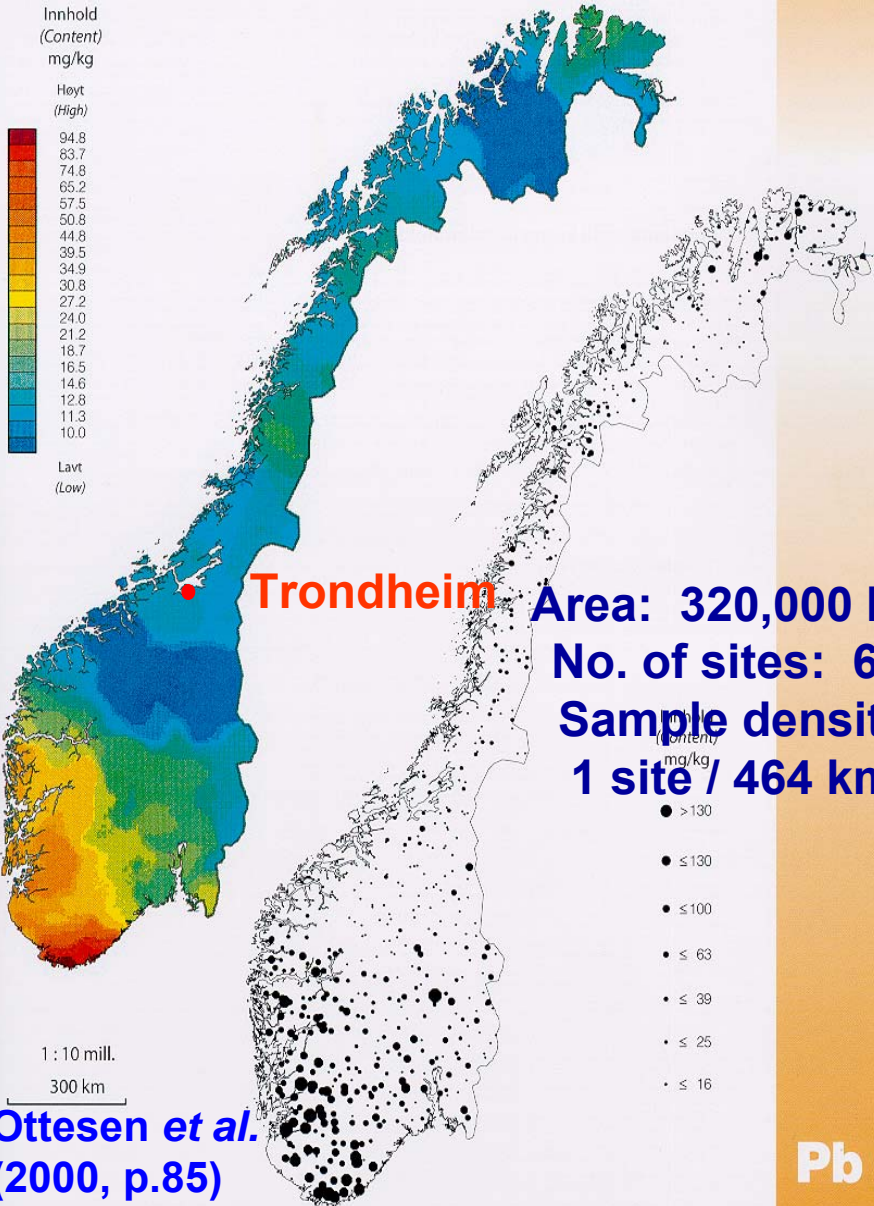 Innhold
(Content)
mg/kg
Høyt
(High)
94.8
83.7
74.8
65.2
57.5
50.8
44.8
39.5
34.9
30.8
27.2
24.0
21.2
18.7
16.5
14.6
12.8
11.3
10.0
Lavt
(Low)
Trondheim
Area: 320,000
No. of sites: 6
Sample densit
1 site / 464 km
Innhold
(Content)
mg/kg
>130
≤130
≤100
≤ 63
≤ 39
≤ 25
≤ 16
1 : 10 mill.
300 km
Ottesen et al.
(2000, p.85)
Pb